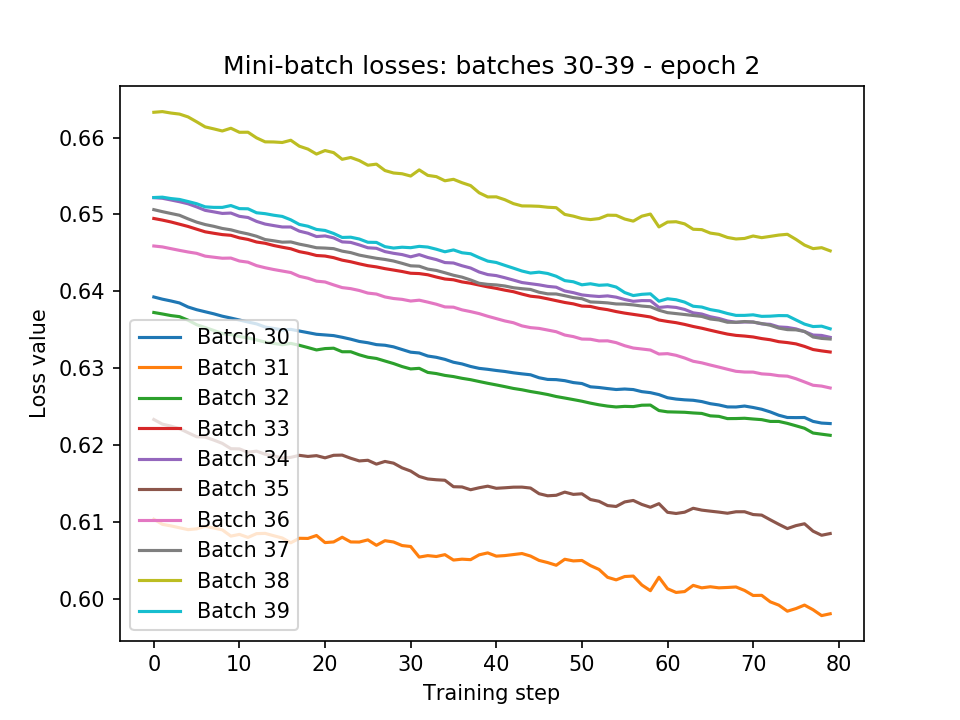 Mini-batch losses: batches 30-39 - epoch 2
Loss value
0.66
0.65
0.64
0.63
0.62
0.61
0.60
Batch 30
Batch 31
Batch 32
Batch 33
Batch 34
Batch 35
Batch 36
Batch 37
Batch 38
Batch 39
0 10 20 30 40 50 60 70 80
Training step